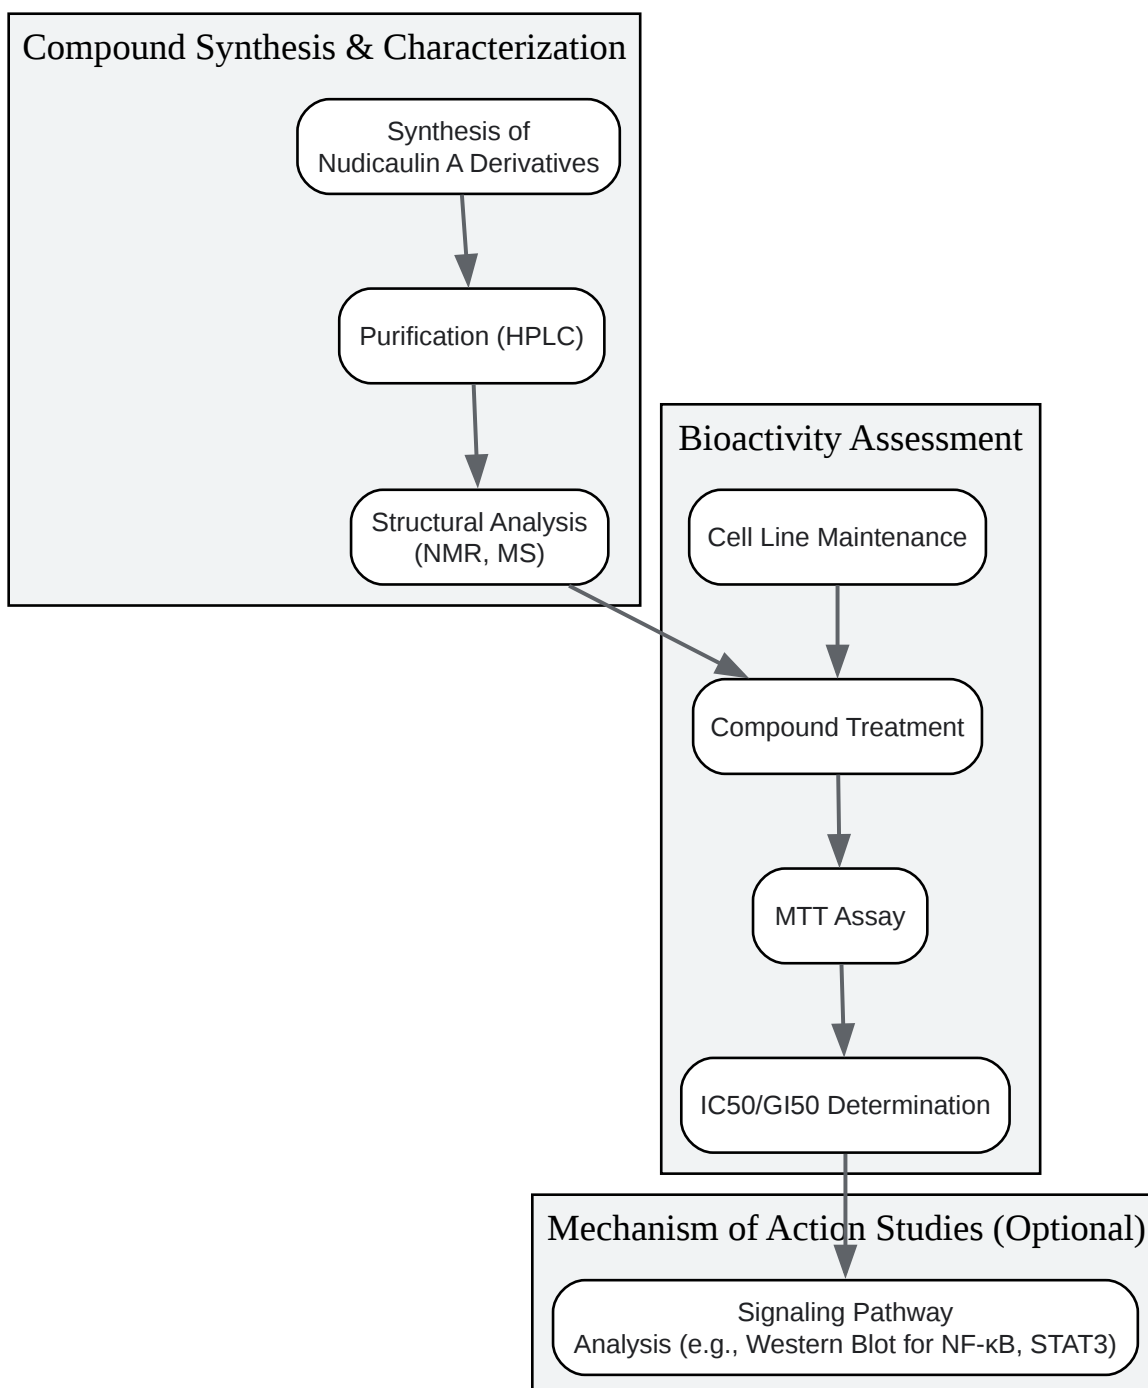 Compound Synthesis & Characterization
Synthesis of
Nudicaulin A Derivatives
Purification (HPLC)
Structural Analysis
(NMR, MS)
Bioactivity Assessment
Cell Line Maintenance
Compound Treatment
MTT Assay
IC50/GI50 Determination
Mechanism of Action Studies (Optional)
Signaling Pathway
Analysis (e.g., Western Blot for NF-κB, STAT3)